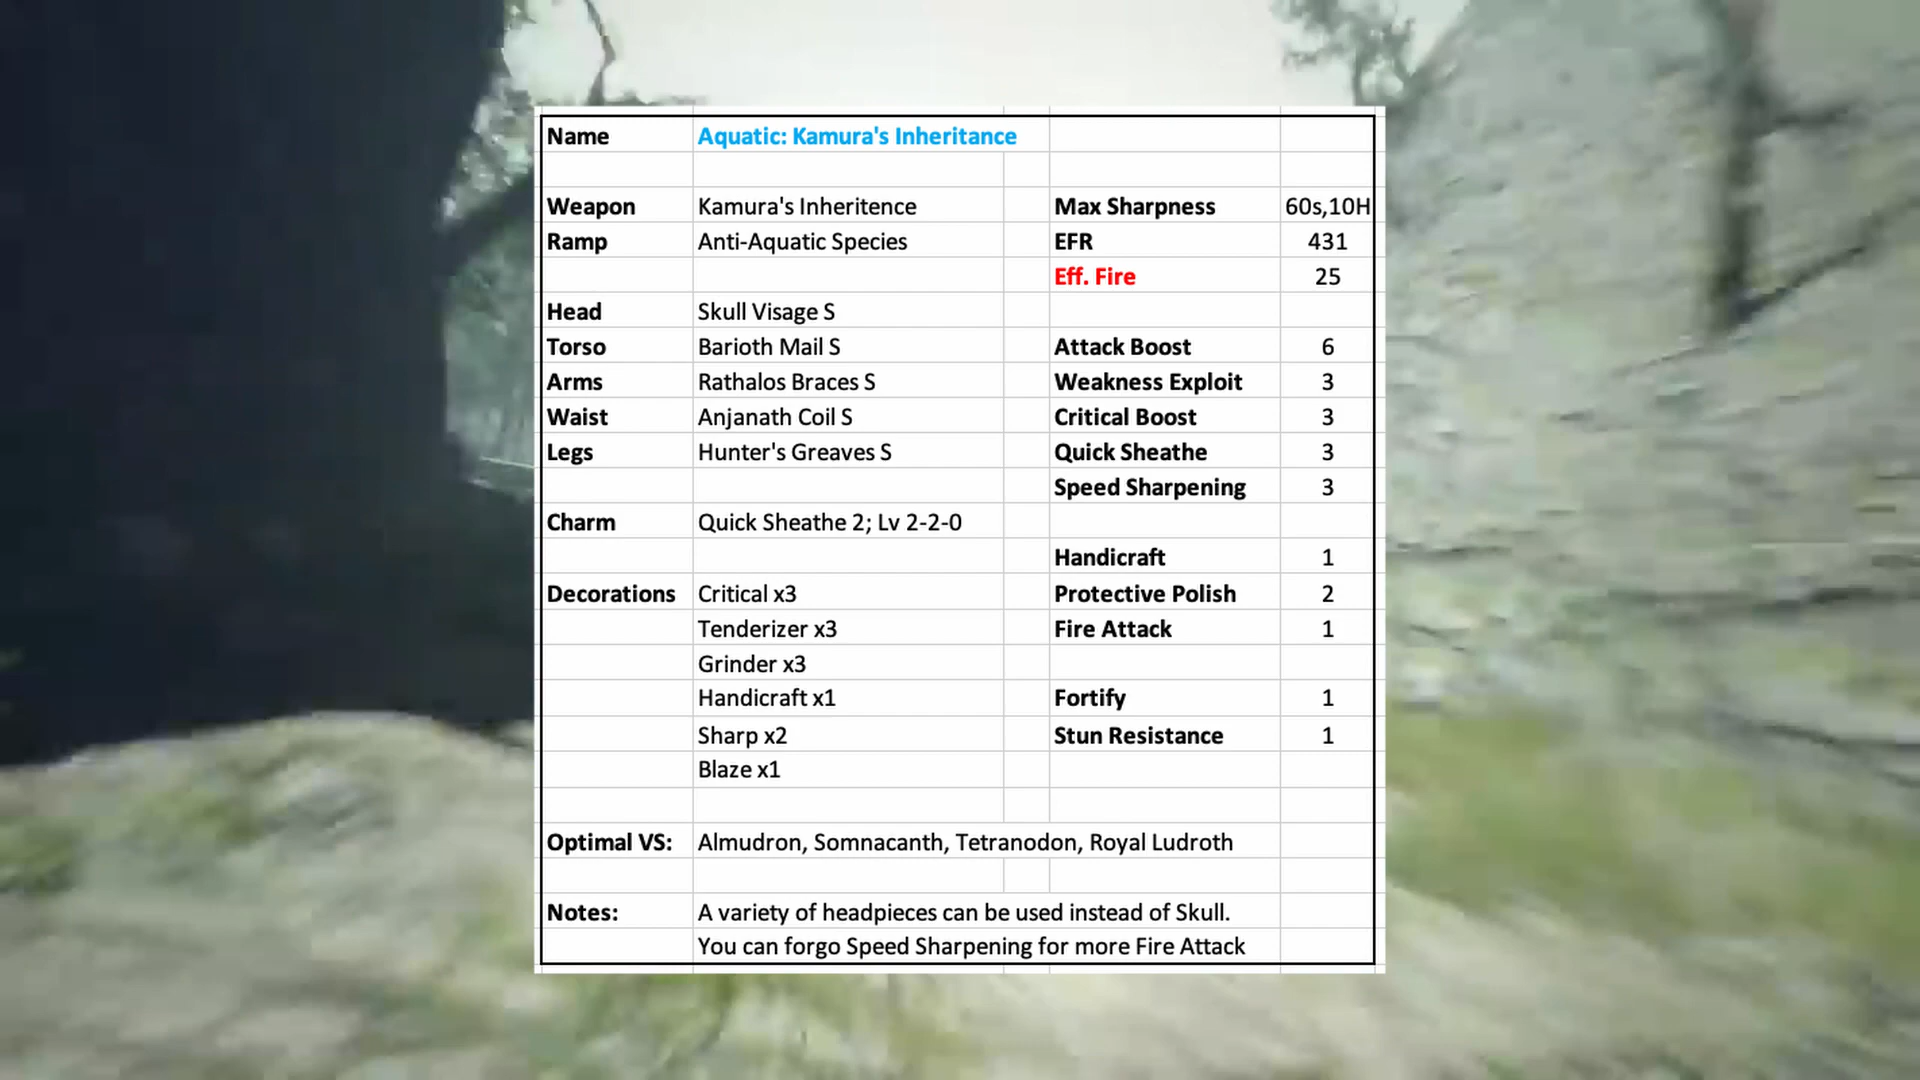 Name Aquatic: Kamura's Inheritance
Weapon Kamura's Inheritence Max Sharpness 60s,10H
Ramp Anti-Aquatic Species EFR 431
Eff. Fire 25
Head Skull Visage S
Torso Barioth Mail S Attack Boost 6
Arms Rathalos Braces S Weakness Exploit 3
Waist Anjanath Coil S Critical Boost 3
Legs Hunter's Greaves S Quick Sheathe 3
Speed Sharpening 3
Charm Quick Sheathe 2; Lv 2-2-0
Handicraft 1
Decorations Critical x3 Protective Polish 2
Tenderizer x3 Fire Attack 1
Grinder x3
Handicraft x1 Fortify 1
Sharp x2 Stun Resistance 1
Blaze x1
Optimal VS: Almudron, Somnacanth, Tetranodon, Royal Ludroth
Notes: A variety of headpieces can be used instead of Skull.
You can forgo Speed Sharpening for more Fire Attack